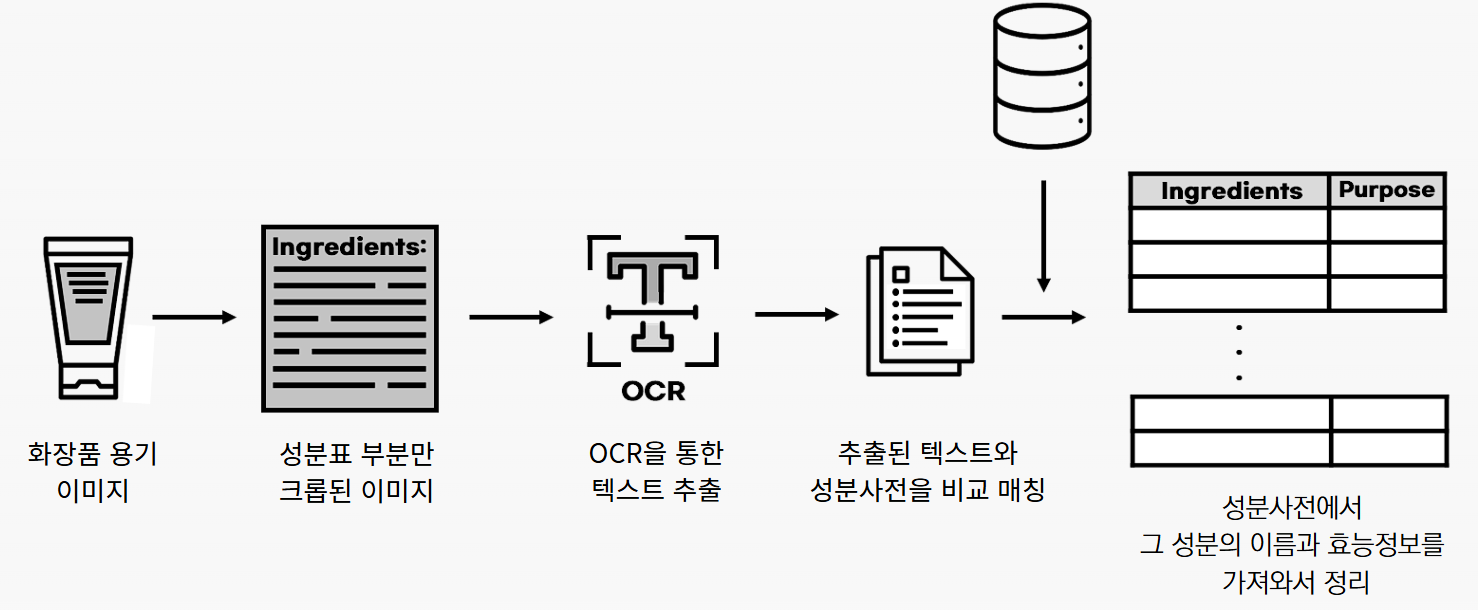 화장품 용기
이미지
Ingredients:
성분표 부분만
크롭된 이미지
OCR
OCR을 통한
텍스트 추출
추출된 텍스트와
성분사전을 비교 매칭
Ingredients Purpose
성분사전에서
그 성분의 이름과 효능정보를
가져와서 정리